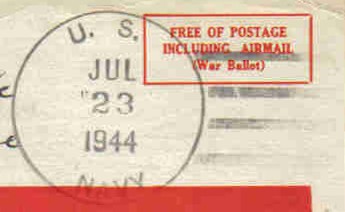 U. S.
JUL
23
1944
NAVY
FREE OF POSTAGE
INCLUDING AIRMAIL
(War Ballot)